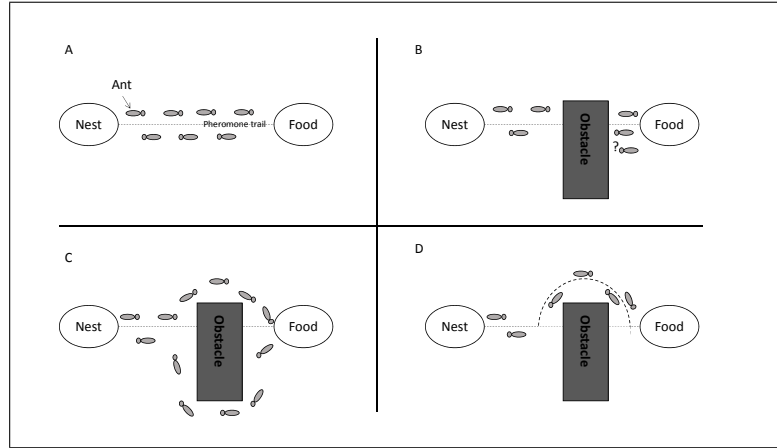 A
Ant
Nest
Pheromone trail
Food
B
Nest
Obstacle
?
Food
C
Nest
Obstacle
Food
D
Nest
Obstacle
Food